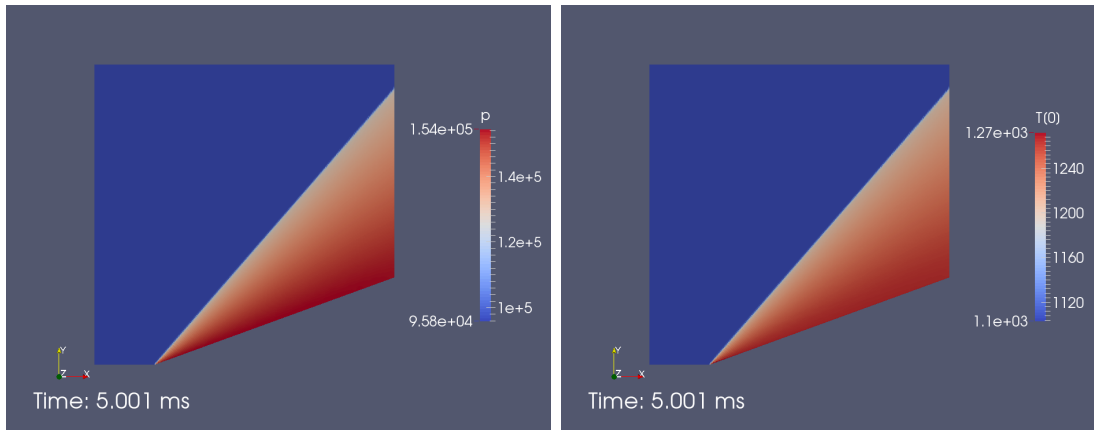 p
1.54e+05
1.4e+5
1.2e+5
1e+5
9.58e+04
Y
Z
X
Time: 5.001 ms
T(0)
1.27e+03
1240
1200
1160
1120
1.1e+03
Y
Z
X
Time: 5.001 ms